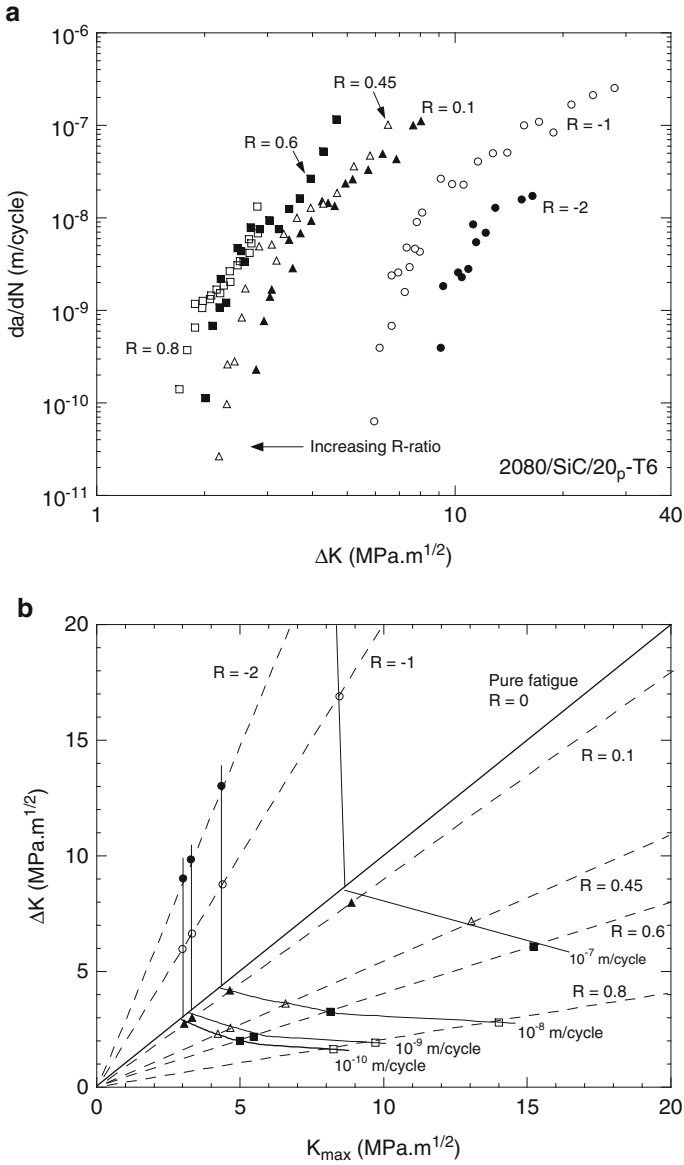 a
10⁻⁶
10⁻⁷
10⁻⁸
10⁻⁹
10⁻¹⁰
10⁻¹¹
da/dN (m/cycle)
R = 0.45
R = 0.6
R = 0.1
R = -1
R = -2
R = 0.8
Increasing R-ratio
2080/SiC/20ₚ-T6
1 10 40
ΔK (MPa.m^1/2)
b
20
15
10
5
0
ΔK (MPa.m^1/2)
R = -2
R = -1
Pure fatigue
R = 0
R = 0.1
R = 0.45
R = 0.6
10⁻⁷ m/cycle
R = 0.8
10⁻⁸ m/cycle
10⁻⁹ m/cycle
10⁻¹⁰ m/cycle
0 5 10 15 20
Kmax (MPa.m^1/2)